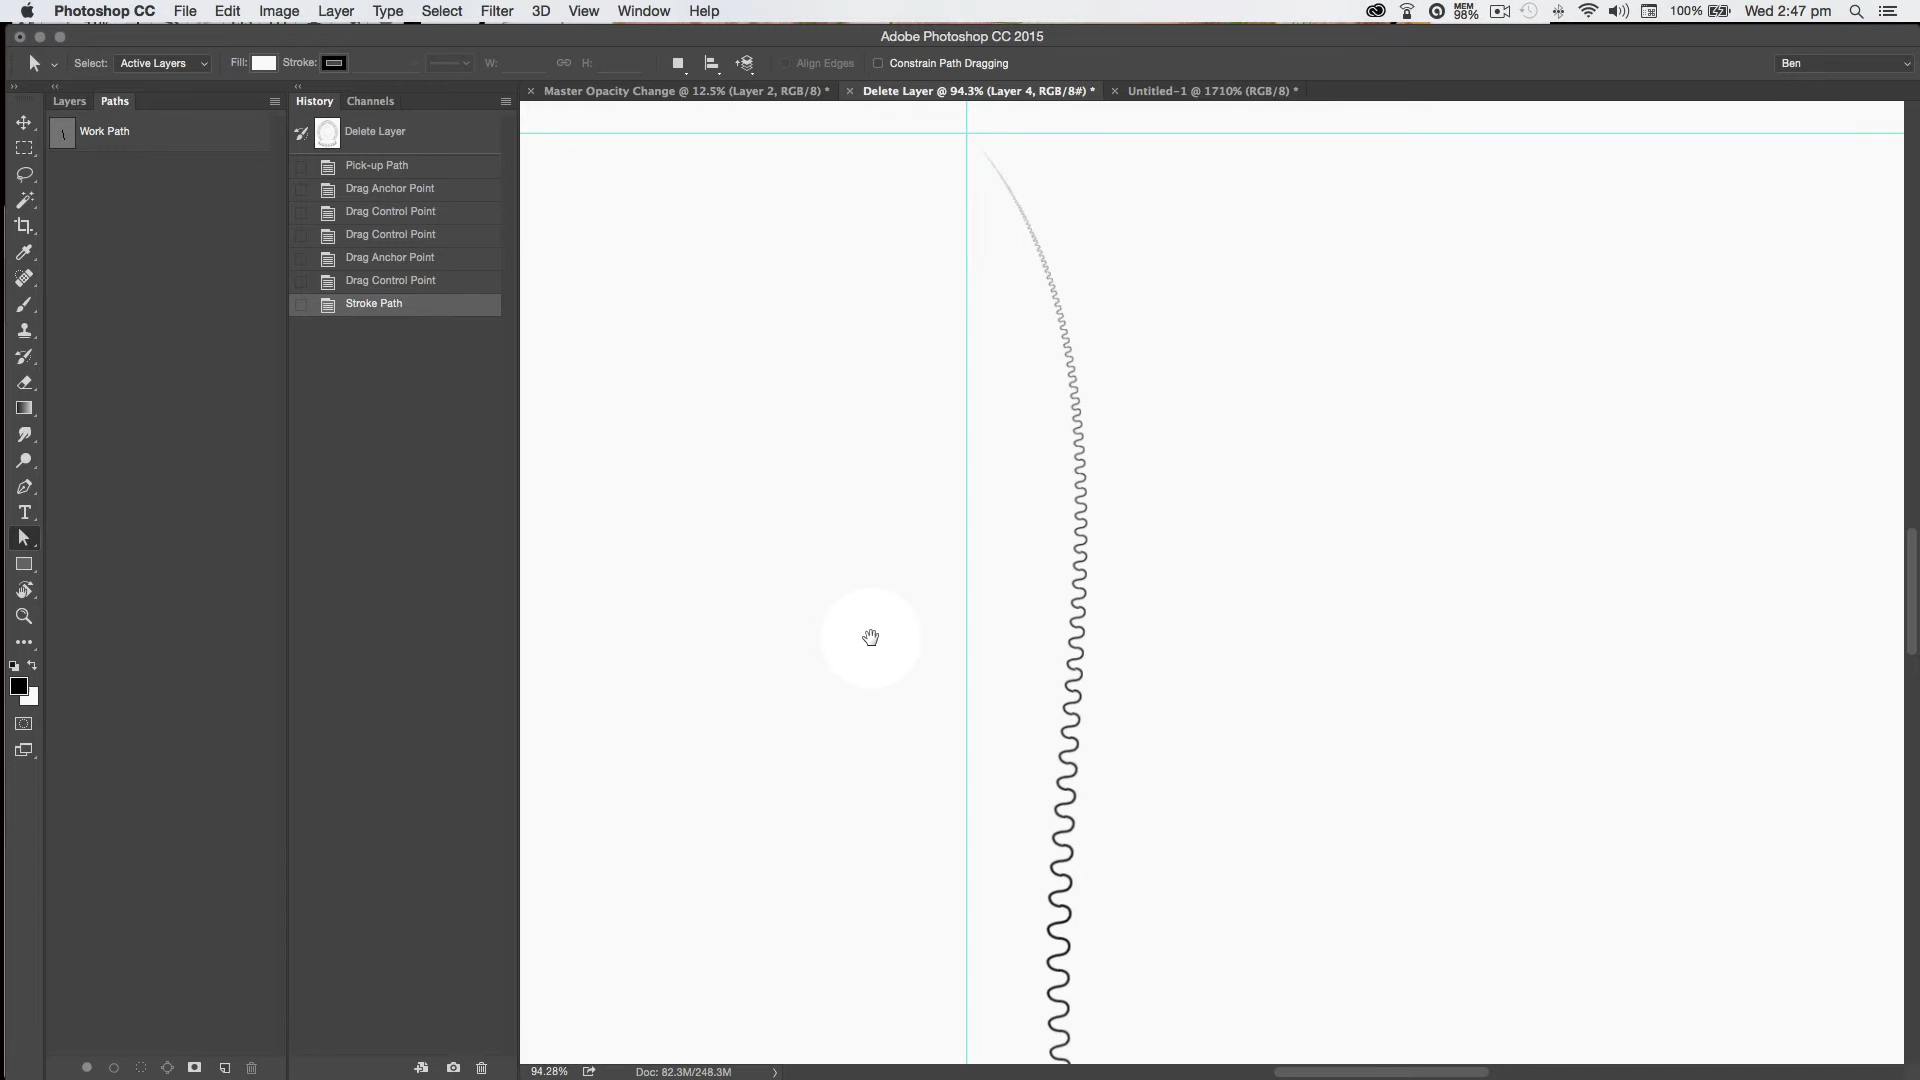 Photoshop CC File Edit Image Layer Type Select Filter 3D View Window Help MEM 98% 100% Wed 2:47 pm
Adobe Photoshop CC 2015
Select: Active Layers Fill: Stroke: W: H: Align Edges Constrain Path Dragging Ben
Layers Paths History Channels Master Opacity Change @ 12.5% (Layer 2, RGB/8) * Delete Layer @ 94.3% (Layer 4, RGB/8#) * Untitled-1 @ 1710% (RGB/8) *
Work Path
Delete Layer
Pick-up Path
Drag Anchor Point
Drag Control Point
Drag Control Point
Drag Anchor Point
Drag Control Point
Stroke Path
94.28% Doc: 82.3M/248.3M